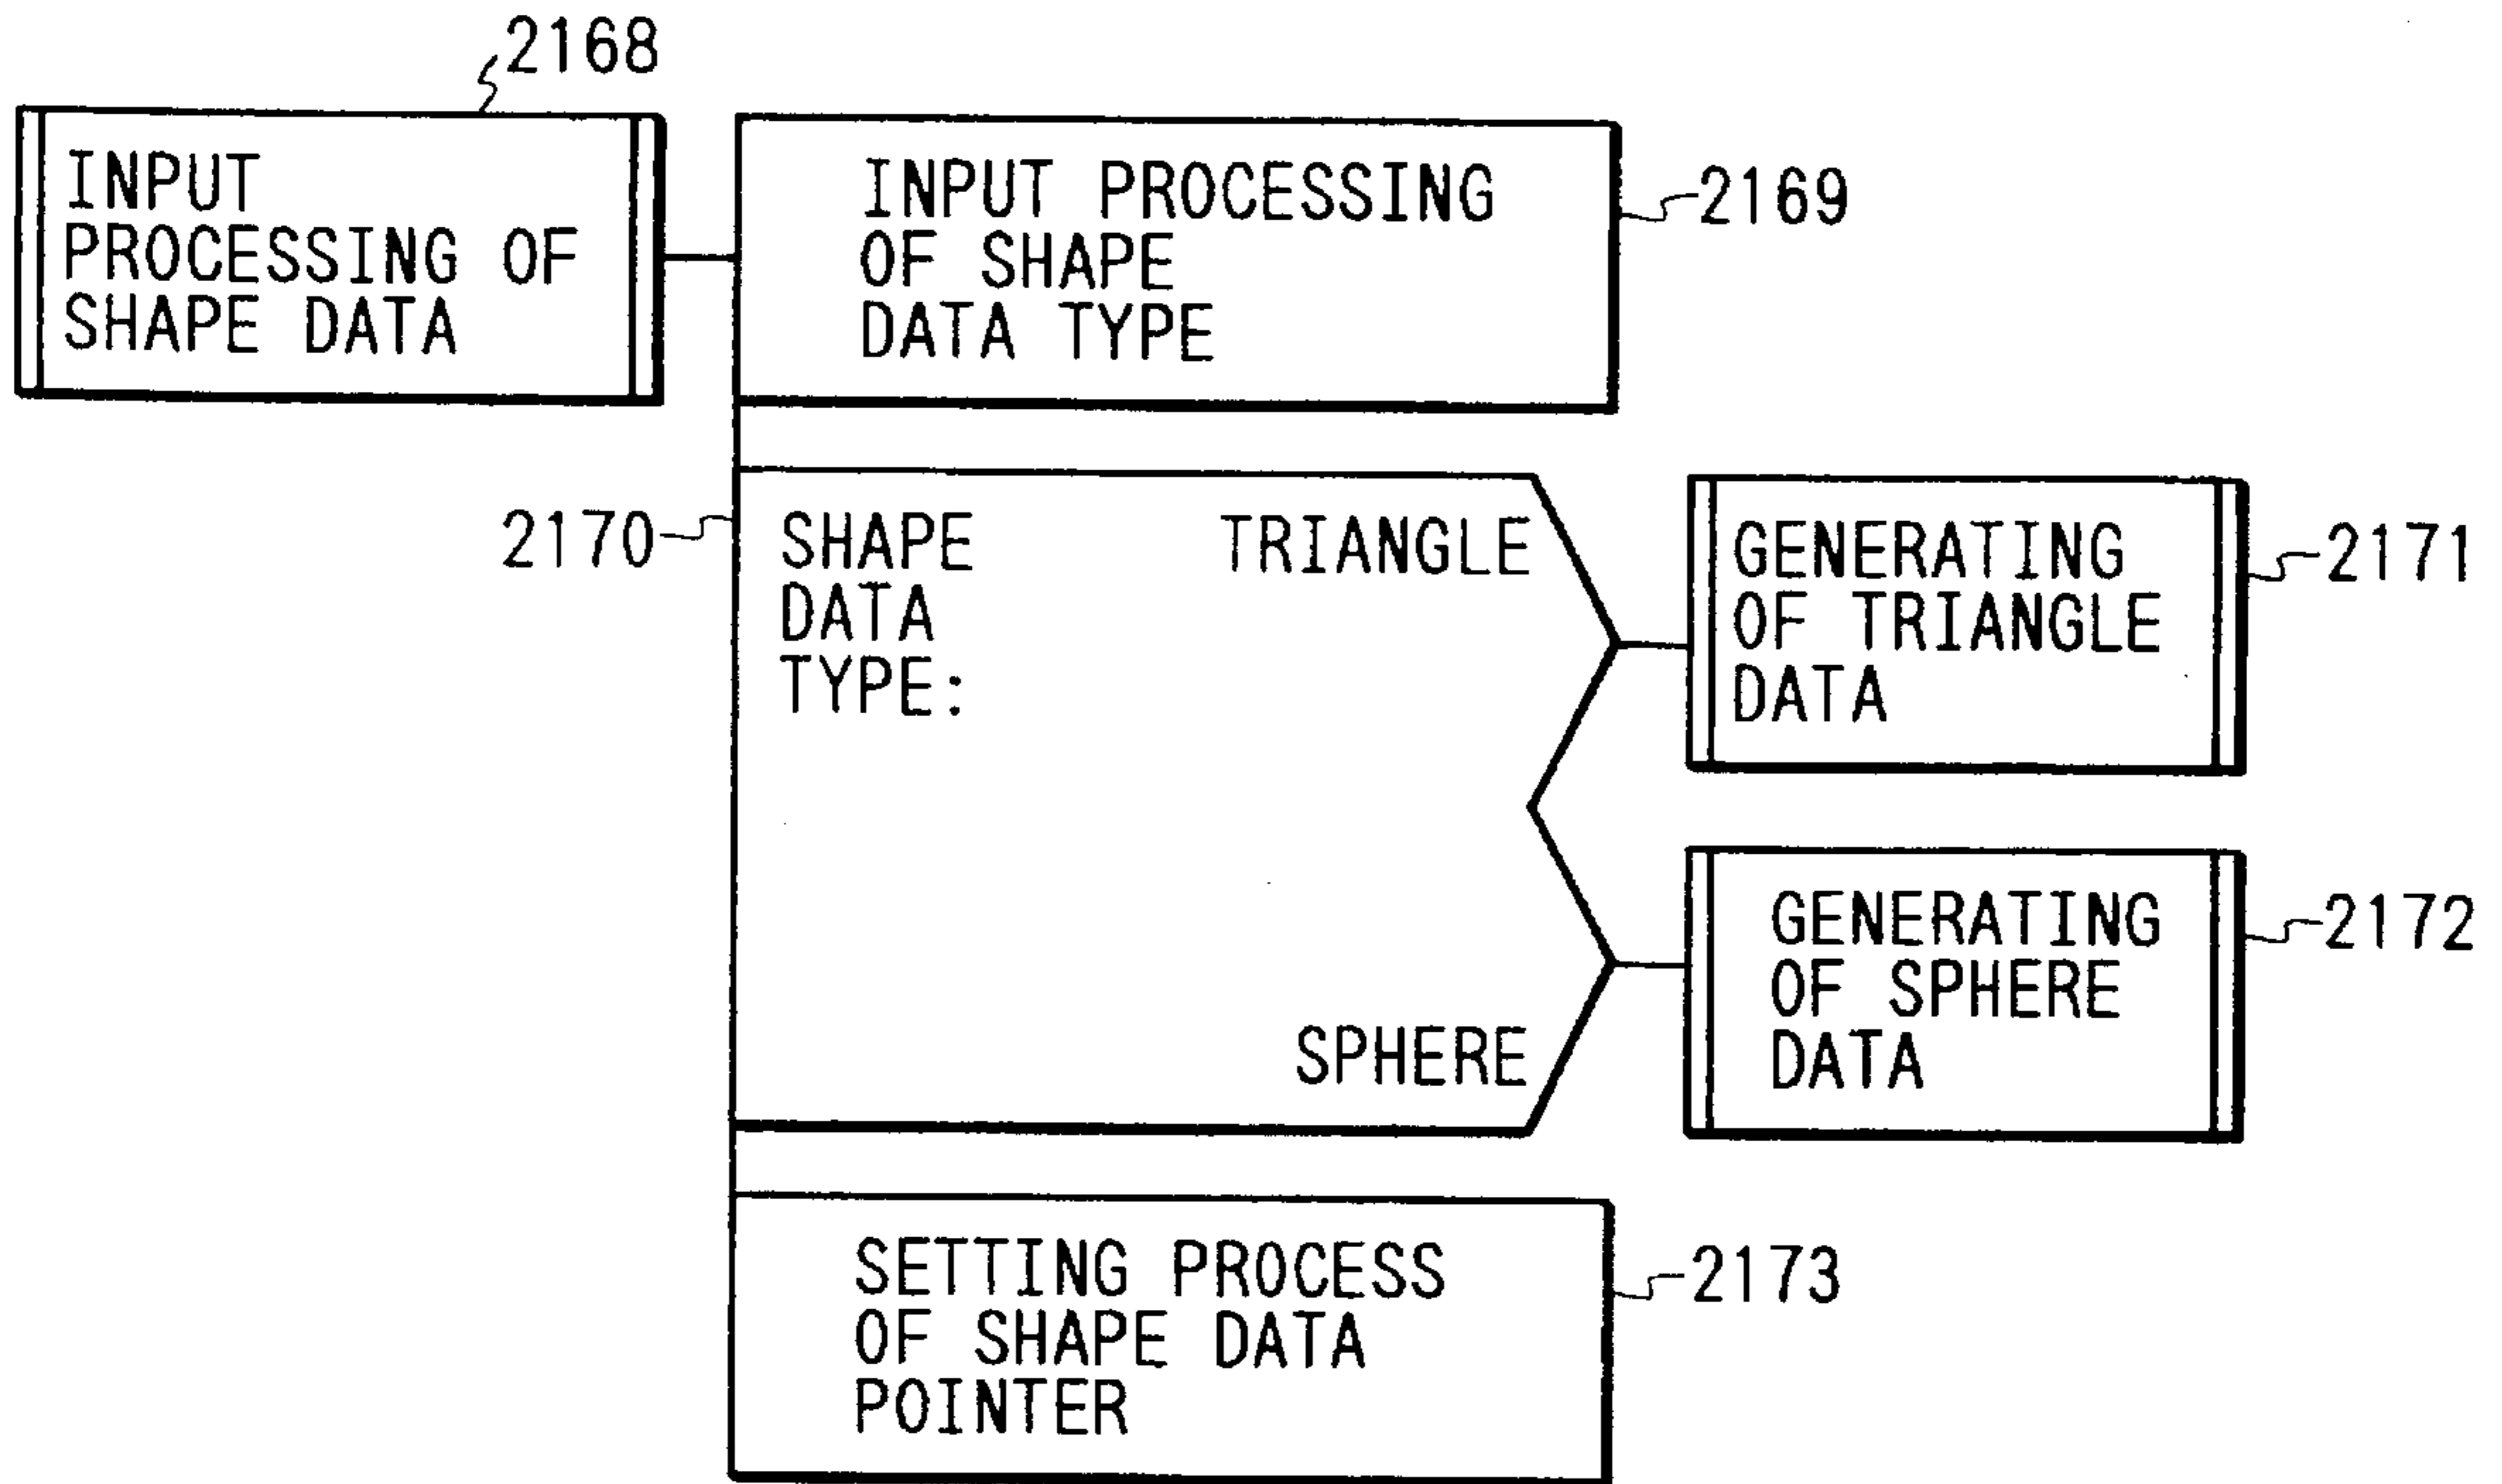 2168
INPUT
PROCESSING OF
SHAPE DATA
INPUT PROCESSING
OF SHAPE
DATA TYPE
2169
2170
SHAPE
DATA
TYPE:
TRIANGLE
GENERATING
OF TRIANGLE
DATA
2171
SPHERE
GENERATING
OF SPHERE
DATA
2172
SETTING PROCESS
OF SHAPE DATA
POINTER
2173